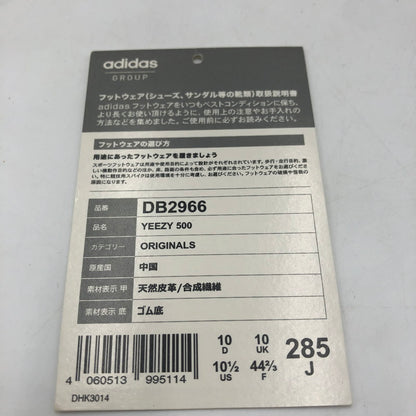 adidas
GROUP
フットウェア(シューズ、サンダル等の靴類)取扱説明書
adidas フットウェアをいつもベストコンディションに保ち、
より長くお使い頂けるように、使用上の注意やお手入れの
方法などを集めました。ご使用前に必ずお読みください。
フットウェアの選び方
用途にあったフットウェアを履きましょう
品番 DB2966
品名 YEEZY 500
カテゴリー ORIGINALS
原産国 中国
素材表示 甲 天然皮革/合成繊維
素材表示 底 ゴム底
10 D 10 UK 285 J
10½ US 44⅔ F
4 060513 995114
DHK3014